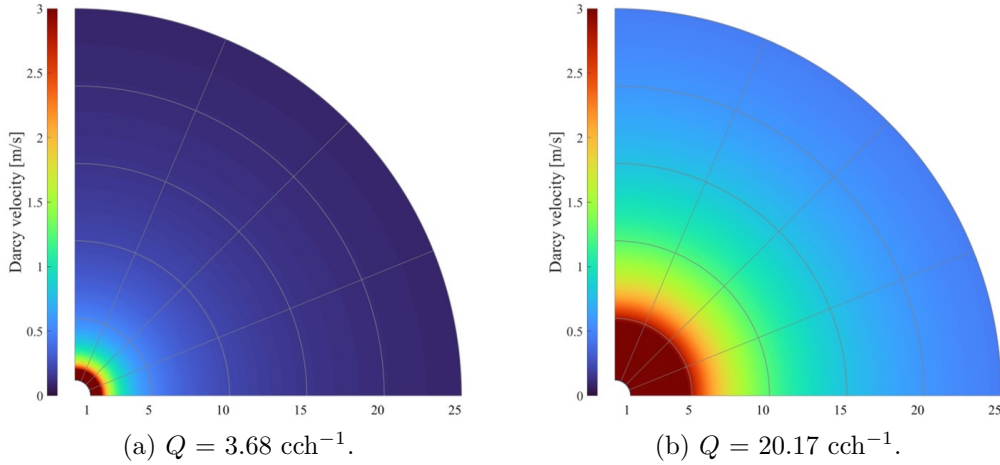 3
2.5
2
1.5
1
0.5
0
Darcy velocity [m/s]
1 5 10 15 20 25
(a) Q = 3.68 cch⁻¹.
3
2.5
2
1.5
1
0.5
0
Darcy velocity [m/s]
1 5 10 15 20 25
(b) Q = 20.17 cch⁻¹.